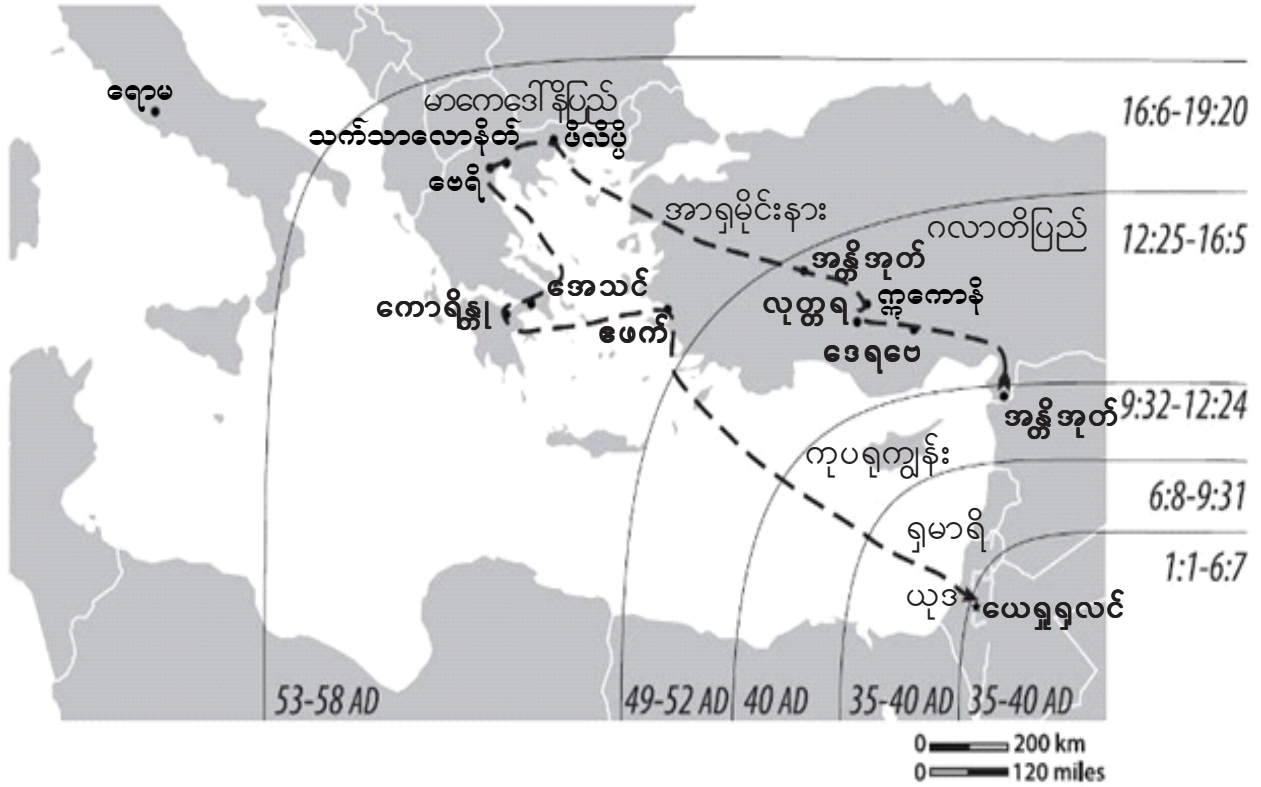 ရောမ
မာကေဒေါနိပြည်
16:6-19:20
သက်သာလောနိတ်
ဖိလိပ္ပိ
ဗေရိ
အာရှမိုင်းနား
ဂလာတိပြည်
12:25-16:5
အန္တိအုတ်
ဧအသင်
ကောရိန္တု
ဣကောနိ
လုတ္တရ
ဧဖက်
ဒေရဗေ
အန္တိအုတ်
9:32-12:24
ကုပရုကျွန်း
6:8-9:31
ရှမာရိ
1:1-6:7
ယုဒ
ယေရှုရှလင်
53-58 AD
49-52 AD
40 AD
35-40 AD
35-40 AD
0 200 km
0 120 miles